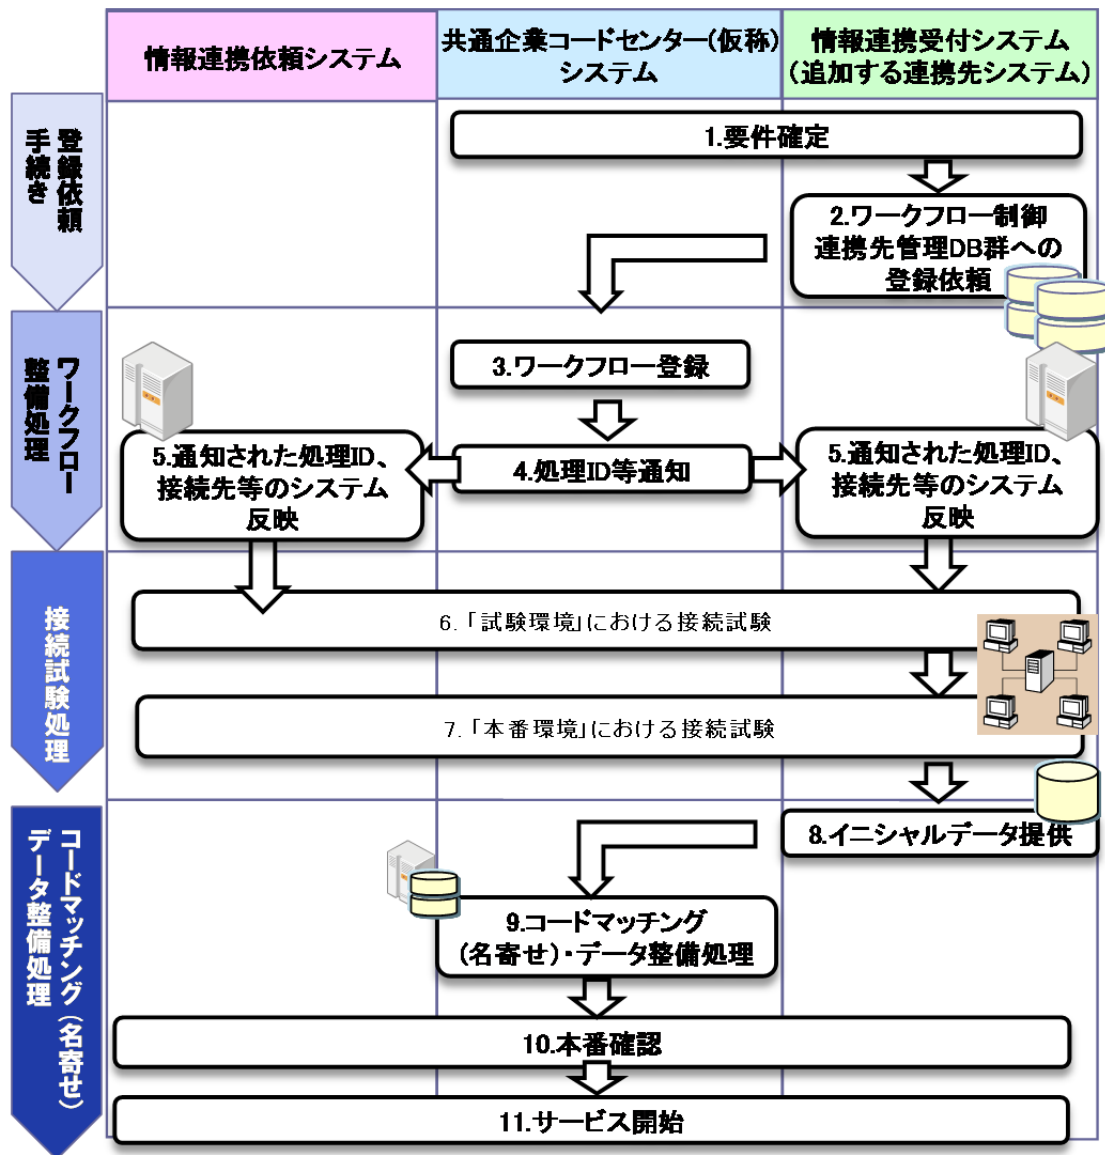 情報連携依頼システム
共通企業コードセンター(仮称)
システム
情報連携受付システム
(追加する連携先システム)
登録依頼
手続き
1.要件確定
2.ワークフロー制御
連携先管理DB群への
登録依頼
ワークフロー
整備処理
3.ワークフロー登録
4.処理ID等通知
5.通知された処理ID、
接続先等のシステム
反映
5.通知された処理ID、
接続先等のシステム
反映
接続試験処理
6.「試験環境」における接続試験
7.「本番環境」における接続試験
コードマッチング(名寄せ)
データ整備処理
8.イニシャルデータ提供
9.コードマッチング
(名寄せ)・データ整備処理
10.本番確認
11.サービス開始